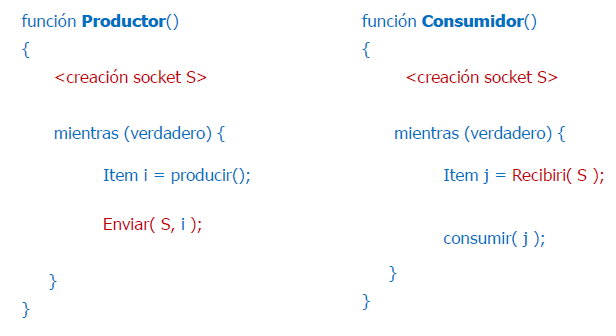 función Productor()
{
<creación socket S>
mientras (verdadero) {
Item i = producir();
Enviar( S, i );
}
}
función Consumidor()
{
<creación socket S>
mientras (verdadero) {
Item j = Recibiri( S );
consumir( j );
}
}